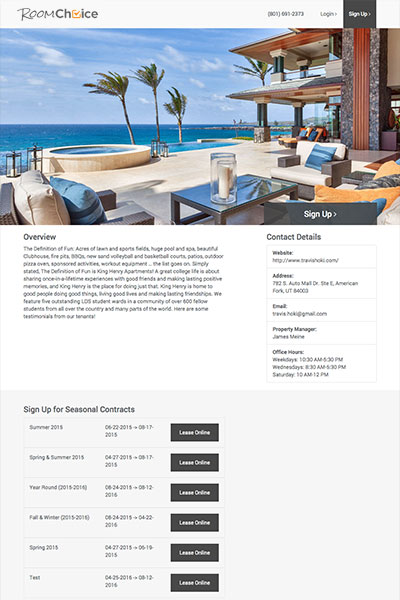 ROOMChoice
(801) 691-2373
Login ›
Sign Up ›
Sign Up ›
Overview
The Definition of Fun: Acres of lawn and sports fields, huge pool and spa, beautiful
Clubhouse, fire pits, BBQs, new sand volleyball and basketball courts, patios, outdoor
pizza oven, sponsored activities, workout equipment ... the list goes on. Simply
stated, The Definition of Fun is King Henry Apartments! A great college life is about
sharing once-in-a-lifetime experiences with good friends and making lasting positive
memories, and King Henry is the place for doing just that. King Henry is home to
good people doing good things, living good lives and making lasting friendships. We
feature five outstanding LDS student wards in a community of over 600 fellow
students from all over the country and many parts of the world. Here are some
testimonials from our tenants!
Contact Details
Website:
http://www.travishoki.com/
Address:
782 S. Auto Mall Dr. Ste E, American
Fork, UT 84003
Email:
travis.hoki@gmail.com
Property Manager:
James Meine
Office Hours:
Weekdays: 10:30 AM-5:30 PM
Wednesdays: 8:30 AM-5:30 PM
Saturday: 10 AM-12 PM
Sign Up for Seasonal Contracts
Summer 2015
06-22-2015 -> 08-17-
2015
Lease Online
Spring & Summer 2015
04-27-2015 -> 08-17-
2015
Lease Online
Year Round (2015-2016)
08-24-2015 -> 08-12-
2016
Lease Online
Fall & Winter (2015-2016)
08-24-2015 -> 04-22-
2016
Lease Online
Spring 2015
04-27-2015 -> 06-19-
2015
Lease Online
Test
04-25-2016 -> 08-12-
2016
Lease Online